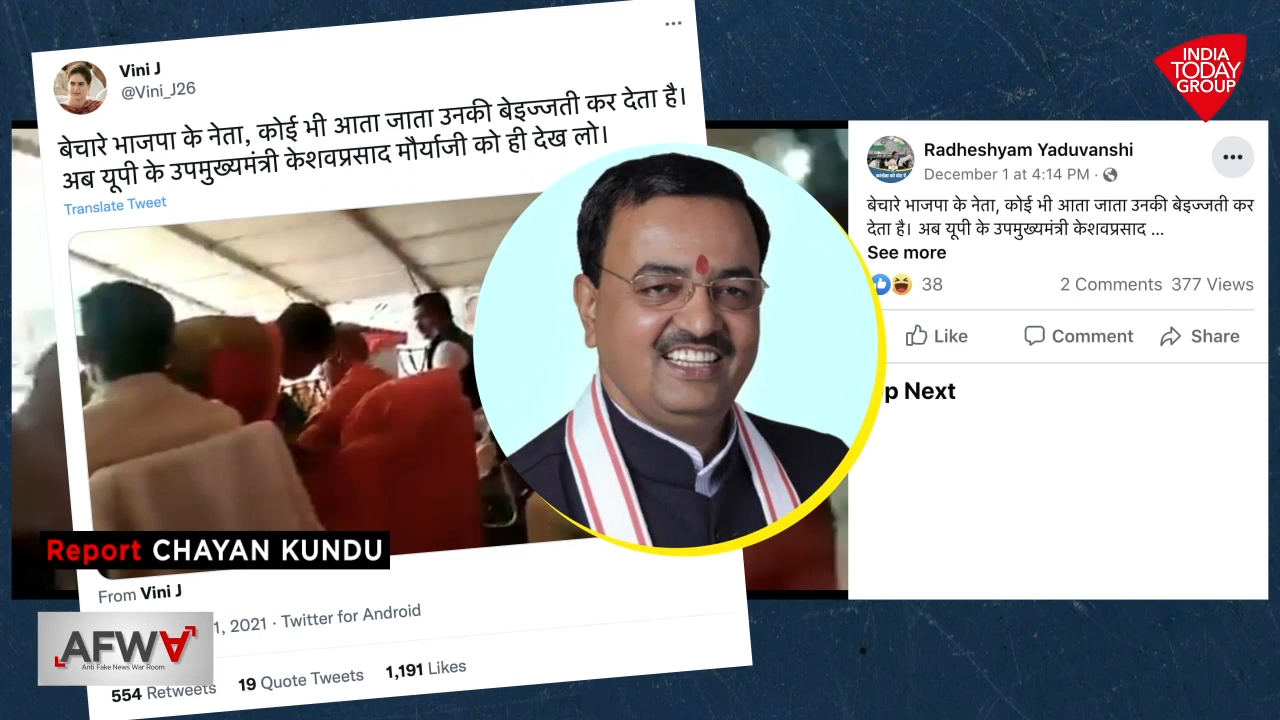 Vini J
@Vini_J26
बेचारे भाजपा के नेता, कोई भी आता जाता उनकी बेइज्जती कर देता है।
अब यूपी के उपमुख्यमंत्री केशवप्रसाद मौर्याजी को ही देख लो।
Translate Tweet
From Vini J
1, 2021 · Twitter for Android
554 Retweets 19 Quote Tweets 1,191 Likes
Report CHAYAN KUNDU
AFWA
Anti Fake News War Room
INDIA
TODAY
GROUP
Radheshyam Yaduvanshi
December 1 at 4:14 PM ·
बेचारे भाजपा के नेता, कोई भी आता जाता उनकी बेइज्जती कर
देता है। अब यूपी के उपमुख्यमंत्री केशवप्रसाद ...
See more
38 2 Comments 377 Views
Like Comment Share
p Next